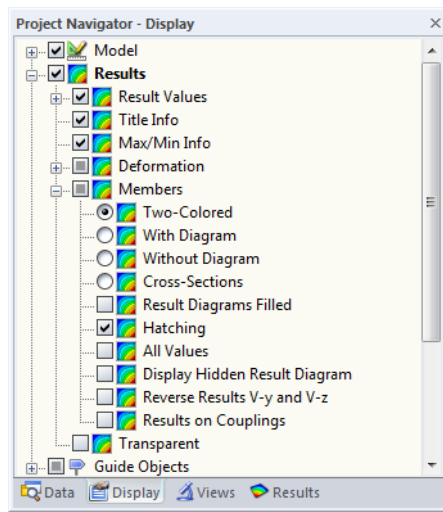 Project Navigator - Display
Model
Results
Result Values
Title Info
Max/Min Info
Deformation
Members
Two-Colored
With Diagram
Without Diagram
Cross-Sections
Result Diagrams Filled
Hatching
All Values
Display Hidden Result Diagram
Reverse Results V-y and V-z
Results on Couplings
Transparent
Guide Objects
Data Display Views Results